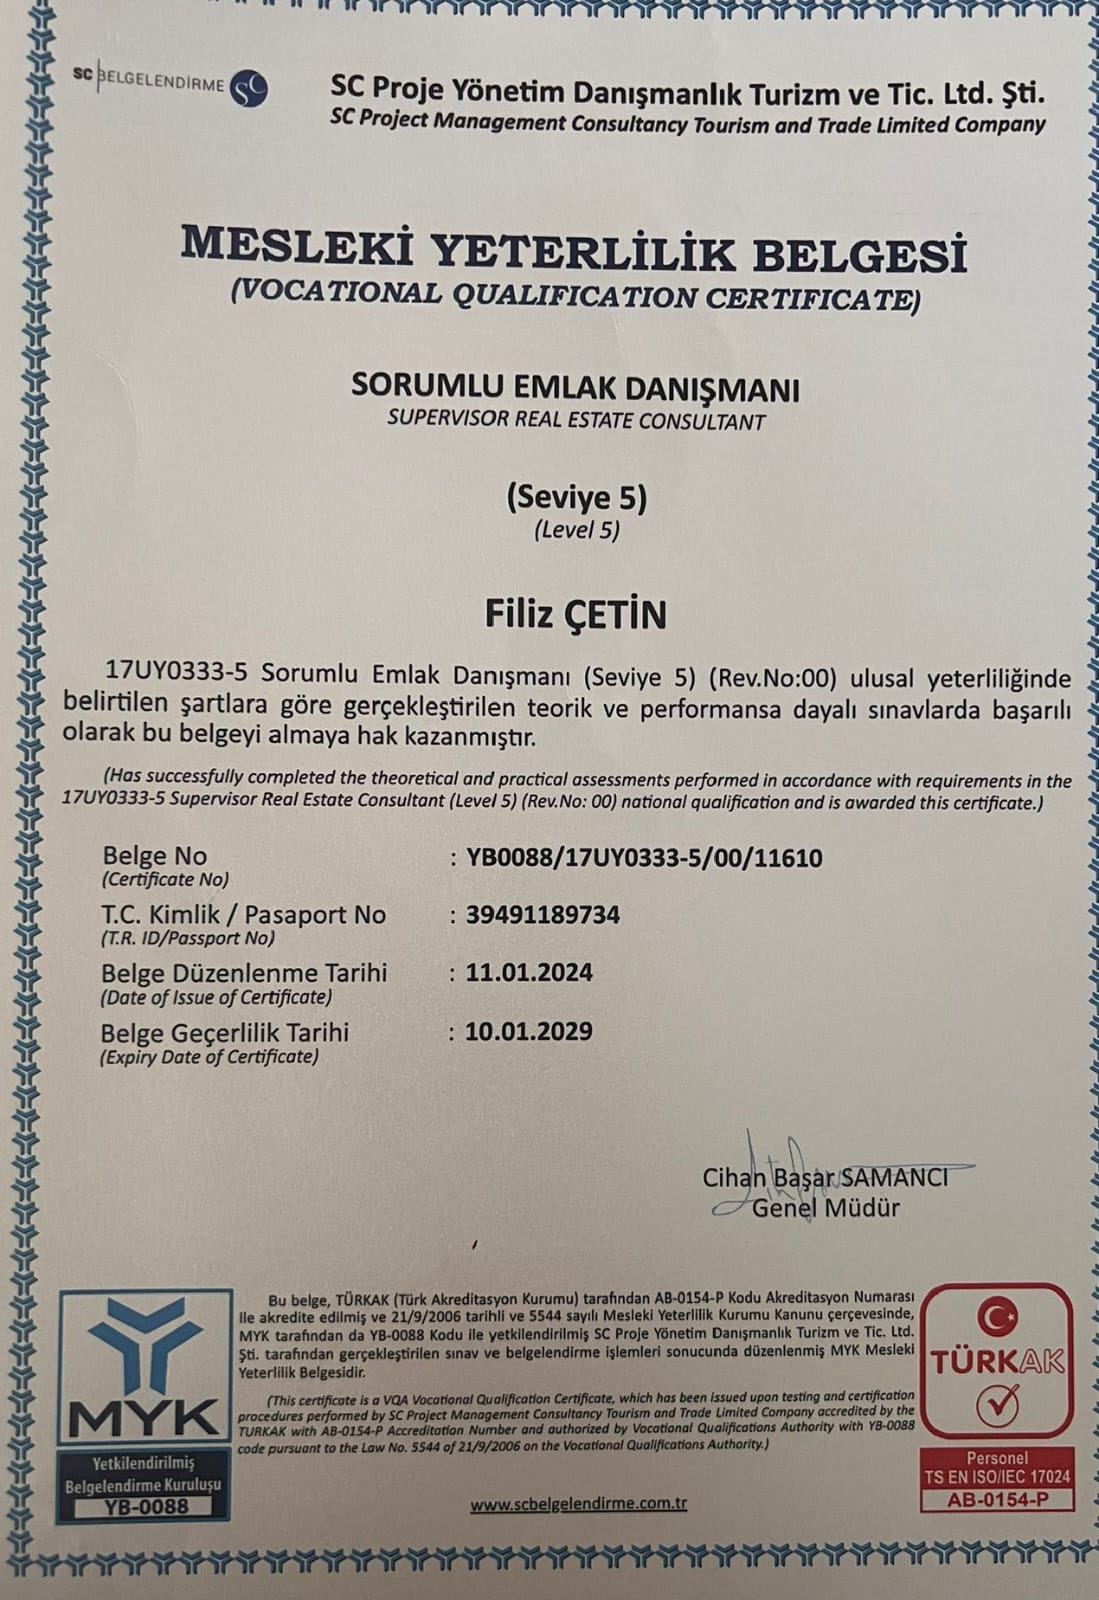 SC BELGELENDİRME SC
SC Proje Yönetim Danışmanlık Turizm ve Tic. Ltd. Şti.
SC Project Management Consultancy Tourism and Trade Limited Company
MESLEKİ YETERLİLİK BELGESİ
(VOCATIONAL QUALIFICATION CERTIFICATE)
SORUMLU EMLAK DANIŞMANI
SUPERVISOR REAL ESTATE CONSULTANT
(Seviye 5)
(Level 5)
Filiz ÇETİN
17UY0333-5 Sorumlu Emlak Danışmanı (Seviye 5) (Rev.No:00) ulusal yeterliliğinde
belirtilen şartlara göre gerçekleştirilen teorik ve performansa dayalı sınavlarda başarılı
olarak bu belgeyi almaya hak kazanmıştır.
(Has successfully completed the theoretical and practical assessments performed in accordance with requirements in the
17UY0333-5 Supervisor Real Estate Consultant (Level 5) (Rev.No: 00) national qualification and is awarded this certificate.)
Belge No : YB0088/17UY0333-5/00/11610
(Certificate No)
T.C. Kimlik / Pasaport No : 39491189734
(T.R. ID/Passport No)
Belge Düzenlenme Tarihi : 11.01.2024
(Date of Issue of Certificate)
Belge Geçerlilik Tarihi : 10.01.2029
(Expiry Date of Certificate)
Cihan Başar SAMANCI
Genel Müdür
Bu belge, TÜRKAK (Türk Akreditasyon Kurumu) tarafından AB-0154-P Kodu Akreditasyon Numarası
ile akredite edilmiş ve 21/9/2006 tarihli ve 5544 sayılı Mesleki Yeterlilik Kurumu Kanunu çerçevesinde,
MYK tarafından da YB-0088 Kodu ile yetkilendirilmiş SC Proje Yönetim Danışmanlık Turizm ve Tic. Ltd.
Şti. tarafından gerçekleştirilen sınav ve belgelendirme işlemleri sonucunda düzenlenmiş MYK Mesleki
Yeterlilik Belgesidir.
(This certificate is a VQA Vocational Qualification Certificate, which has been issued upon testing and certification
procedures performed by SC Project Management Consultancy Tourism and Trade Limited Company accredited by the
TURKAK with AB-0154-P Accreditation Number and authorized by Vocational Qualifications Authority with YB-0088
code pursuant to the Law No. 5544 of 21/9/2006 on the Vocational Qualifications Authority.)
MYK
Yetkilendirilmiş
Belgelendirme Kuruluşu
YB-0088
www.scbelgelendirme.com.tr
TÜRKAK
Personel
TS EN ISO/IEC 17024
AB-0154-P